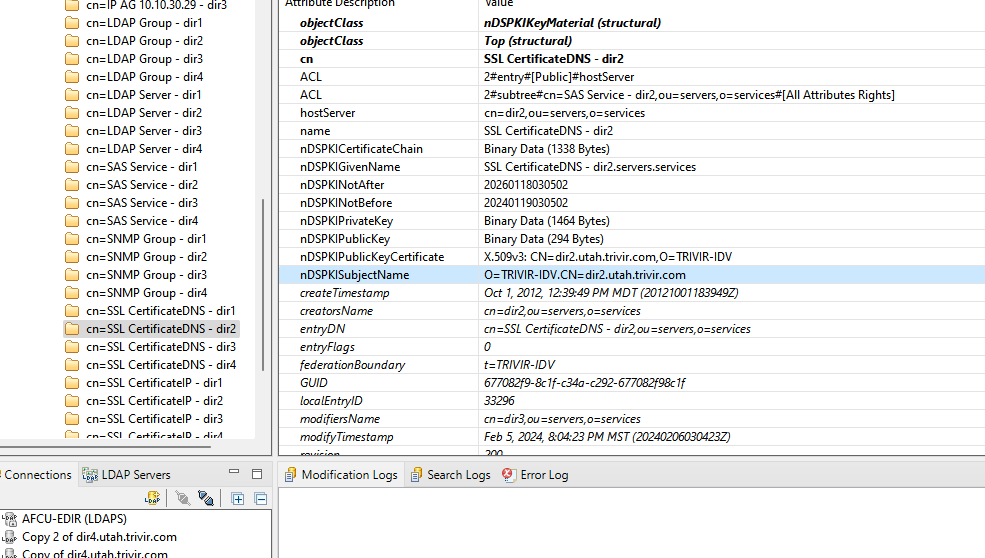 cn=IP AG 10.10.30.29 - dir3
cn=LDAP Group - dir1
cn=LDAP Group - dir2
cn=LDAP Group - dir3
cn=LDAP Group - dir4
cn=LDAP Server - dir1
cn=LDAP Server - dir2
cn=LDAP Server - dir3
cn=LDAP Server - dir4
cn=SAS Service - dir1
cn=SAS Service - dir2
cn=SAS Service - dir3
cn=SAS Service - dir4
cn=SNMP Group - dir1
cn=SNMP Group - dir2
cn=SNMP Group - dir3
cn=SNMP Group - dir4
cn=SSL CertificateDNS - dir1
cn=SSL CertificateDNS - dir2
cn=SSL CertificateDNS - dir3
cn=SSL CertificateDNS - dir4
cn=SSL CertificateIP - dir1
cn=SSL CertificateIP - dir2
cn=SSL CertificateIP - dir3
cn=SSL CertificateIP - dir4
Attribute Description Value
objectClass nDSPKIKeyMaterial (structural)
objectClass Top (structural)
cn SSL CertificateDNS - dir2
ACL 2#entry#[Public]#hostServer
ACL 2#subtree#cn=SAS Service - dir2,ou=servers,o=services#[All Attributes Rights]
hostServer cn=dir2,ou=servers,o=services
name SSL CertificateDNS - dir2
nDSPKICertificateChain Binary Data (1338 Bytes)
nDSPKIGivenName SSL CertificateDNS - dir2.servers.services
nDSPKINotAfter 20260118030502
nDSPKINotBefore 20240119030502
nDSPKIPrivateKey Binary Data (1464 Bytes)
nDSPKIPublicKey Binary Data (294 Bytes)
nDSPKIPublicKeyCertificate X.509v3: CN=dir2.utah.trivir.com,O=TRIVIR-IDV
nDSPKISubjectName O=TRIVIR-IDV.CN=dir2.utah.trivir.com
createTimestamp Oct 1, 2012, 12:39:49 PM MDT (20121001183949Z)
creatorsName cn=dir2,ou=servers,o=services
entryDN cn=SSL CertificateDNS - dir2,ou=servers,o=services
entryFlags 0
federationBoundary t=TRIVIR-IDV
GUID 677082f9-8c1f-c34a-c292-677082f98c1f
localEntryID 33296
modifiersName cn=dir3,ou=servers,o=services
modifyTimestamp Feb 5, 2024, 8:04:23 PM MST (20240206030423Z)
revision 200
Connections LDAP Servers
AFCU-EDIR (LDAPS)
Copy 2 of dir4.utah.trivir.com
Copy of dir4.utah.trivir.com
Modification Logs Search Logs Error Log